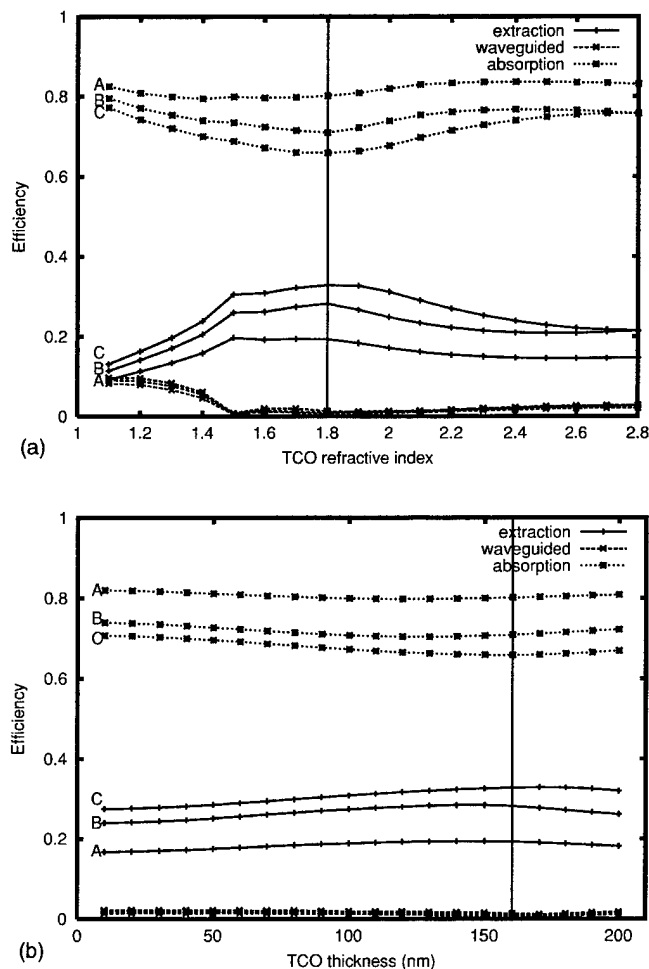 1
extraction
waveguided
absorption
A
B
C
0.8
0.6
Efficiency
0.4
0.2
C
B
A
0
1
1.2
1.4
1.6
1.8
2
2.2
2.4
2.6
2.8
(a)
TCO refractive index
1
extraction
waveguided
absorption
A
0.8
B
C
0.6
Efficiency
0.4
C
B
0.2
A
0
0
50
100
150
200
(b)
TCO thickness (nm)